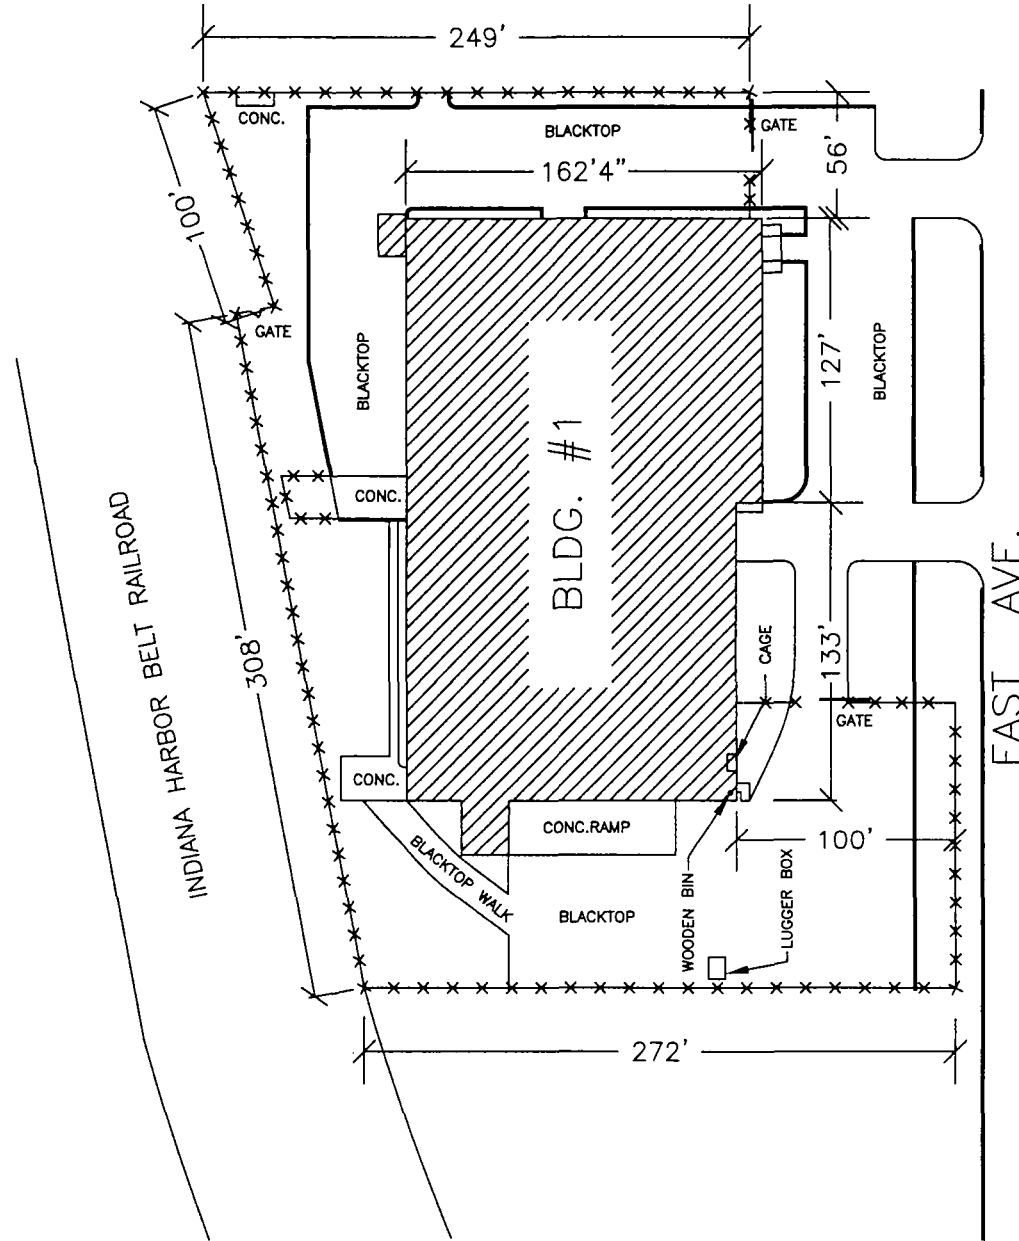 249'
CONC.
BLACKTOP
GATE
162'4"
56'
100'
GATE
BLACKTOP
127'
BLACKTOP
BLDG. #1
CONC.
INDIANA HARBOR BELT RAILROAD
308'
EAST AVE.
CAGE
133'
GATE
CONC.
CONC.RAMP
100'
BLACKTOP WALK
BLACKTOP
WOODEN BIN
LUGGER BOX
272'